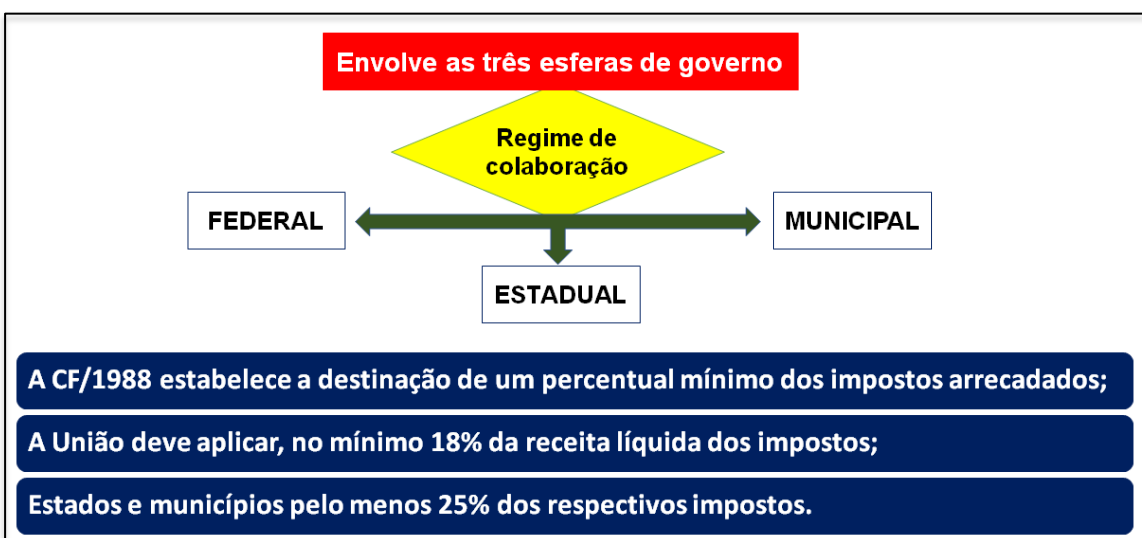 Envolve as três esferas de governo
Regime de
colaboração
FEDERAL
MUNICIPAL
ESTADUAL
A CF/1988 estabelece a destinação de um percentual mínimo dos impostos arrecadados;
A União deve aplicar, no mínimo 18% da receita líquida dos impostos;
Estados e municípios pelo menos 25% dos respectivos impostos.